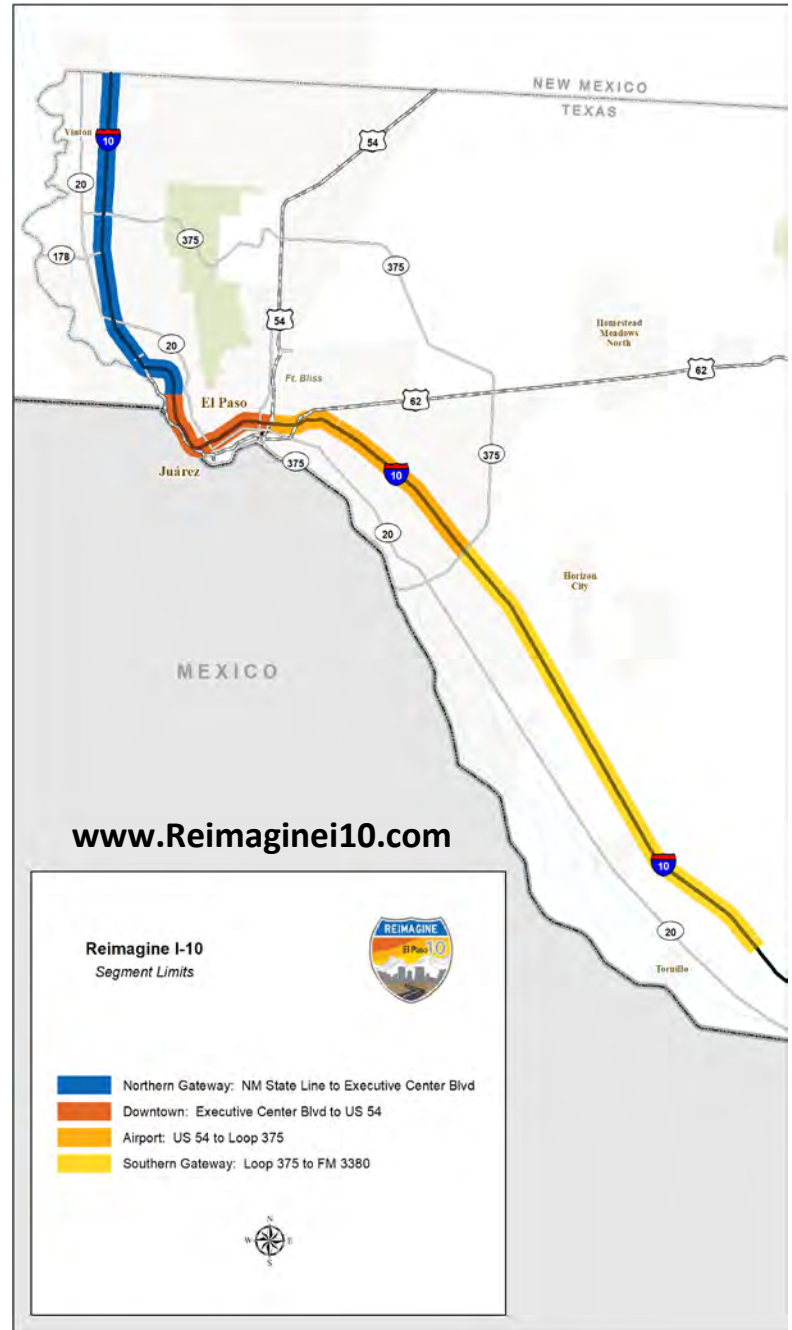 NEW MEXICO
TEXAS
54
Vinton
10
20
375
178
375
54
20
Homestead
Meadows
North
62
Ft. Bliss
62
El Paso
375
Juárez
375
10
20
Horizon
City
MEXICO
www.Reimaginei10.com
10
20
Tornillo
Reimagine I-10
Segment Limits
REIMAGINE
El Paso 10
Northern Gateway: NM State Line to Executive Center Blvd
Downtown: Executive Center Blvd to US 54
Airport: US 54 to Loop 375
Southern Gateway: Loop 375 to FM 3380
N
W E
S